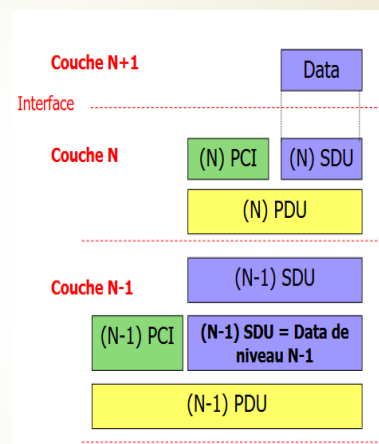 Couche N+1
Data
Interface
Couche N
(N) PCI
(N) SDU
(N) PDU
(N-1) SDU
Couche N-1
(N-1) PCI
(N-1) SDU = Data de
niveau N-1
(N-1) PDU